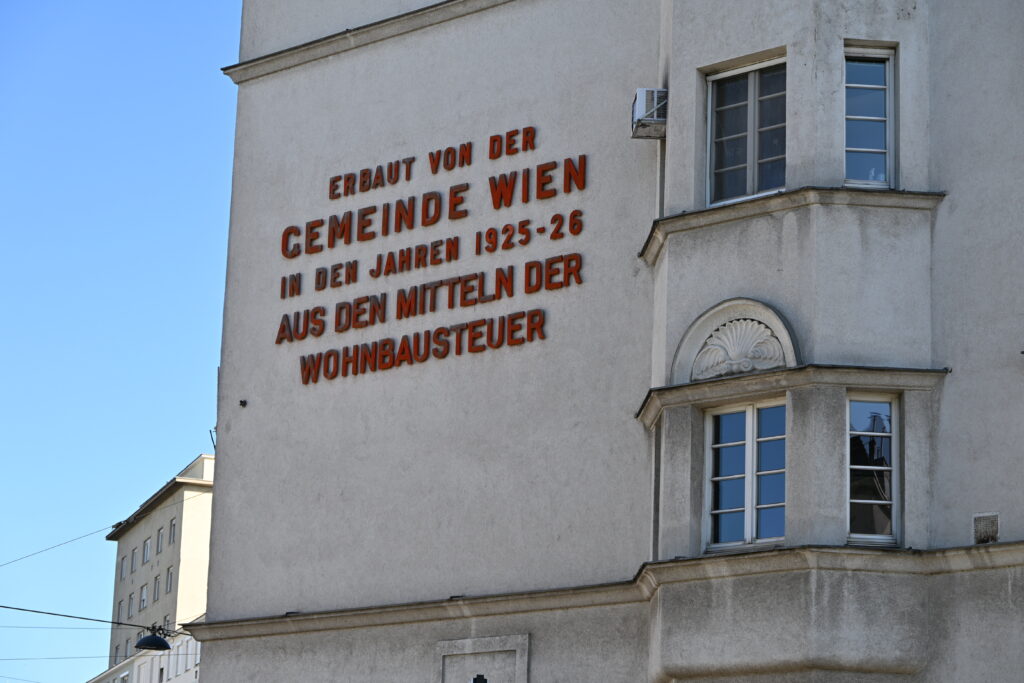 ERBAUT VON DER
GEMEINDE WIEN
IN DEN JAHREN 1925-26
AUS DEN MITTELN DER
WOHNBAUSTEUER